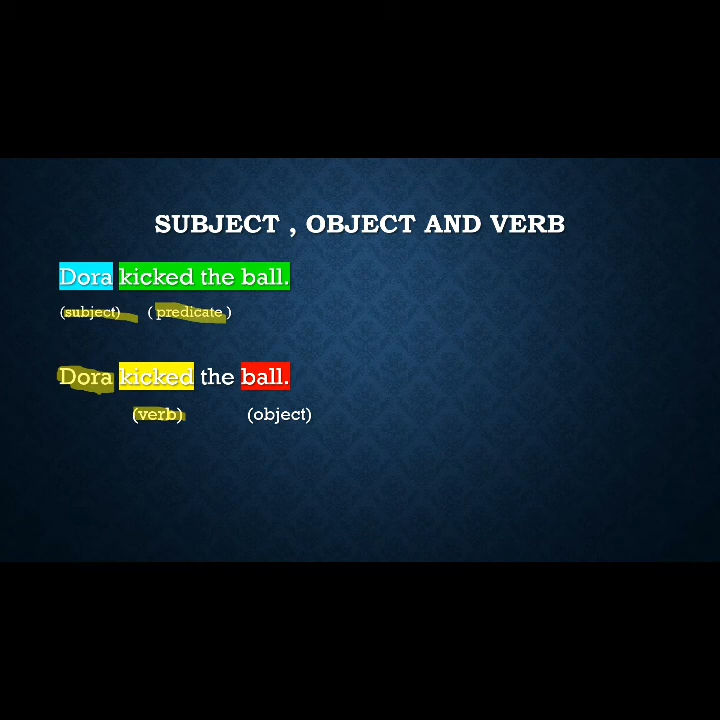 SUBJECT , OBJECT AND VERB
Dora kicked the ball.
(subject) ( predicate )
Dora kicked the ball.
(verb) (object)